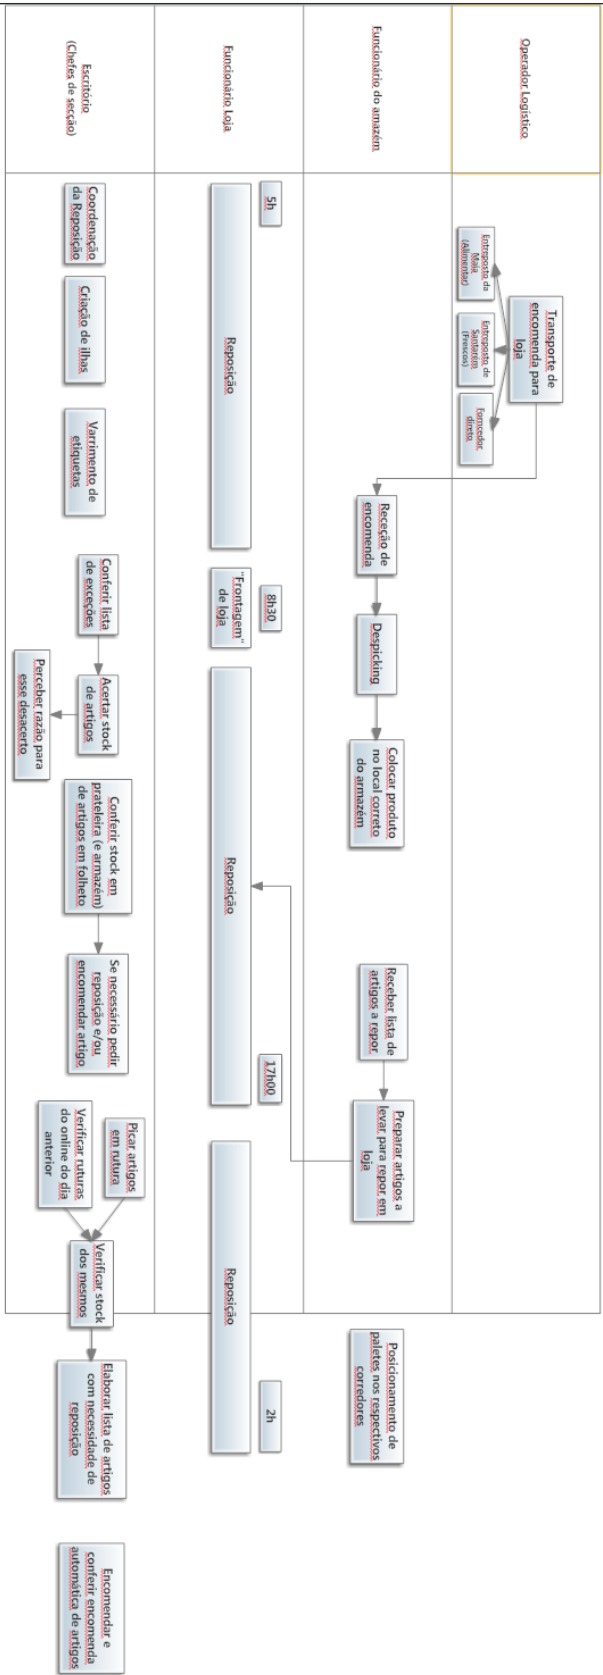 Operador Logístico
Transporte de
encomenda para
loja
Entreposto da
Maia
(Alimentar)
Entreposto de
Santarém
(Frescos)
Forncedor
direto
Funcionário do amazém
Receção de
encomenda
Despicking
Colocar produto
no local correto
do armazém
Receber lista de
artigos a repor
Preparar artigos a
levar para repor em
loja
Posicionamento de
paletes nos respectivos
corredores
Funcionário Loja
5h
Reposição
8h30
"Frontagem"
de loja
Reposição
17h00
Reposição
2h
Escritório
(Chefes de secção)
Coordenação
da Reposição
Criação de ilhas
Varrimento de
etiquetas
Conferir lista
de exceções
Acertar stock
de artigos
Perceber razão para
esse desacerto
Conferir stock em
prateleira (e armazém)
de artigos em folheto
Se necessário pedir
reposição e/ou
encomendar artigo
Picar artigos
em rutura
Verificar ruturas
do online do dia
anterior
Verificar stock
dos mesmos
Elaborar lista de artigos
com necessidade de
reposição
Encomendar e
conferir encomenda
automática de artigos